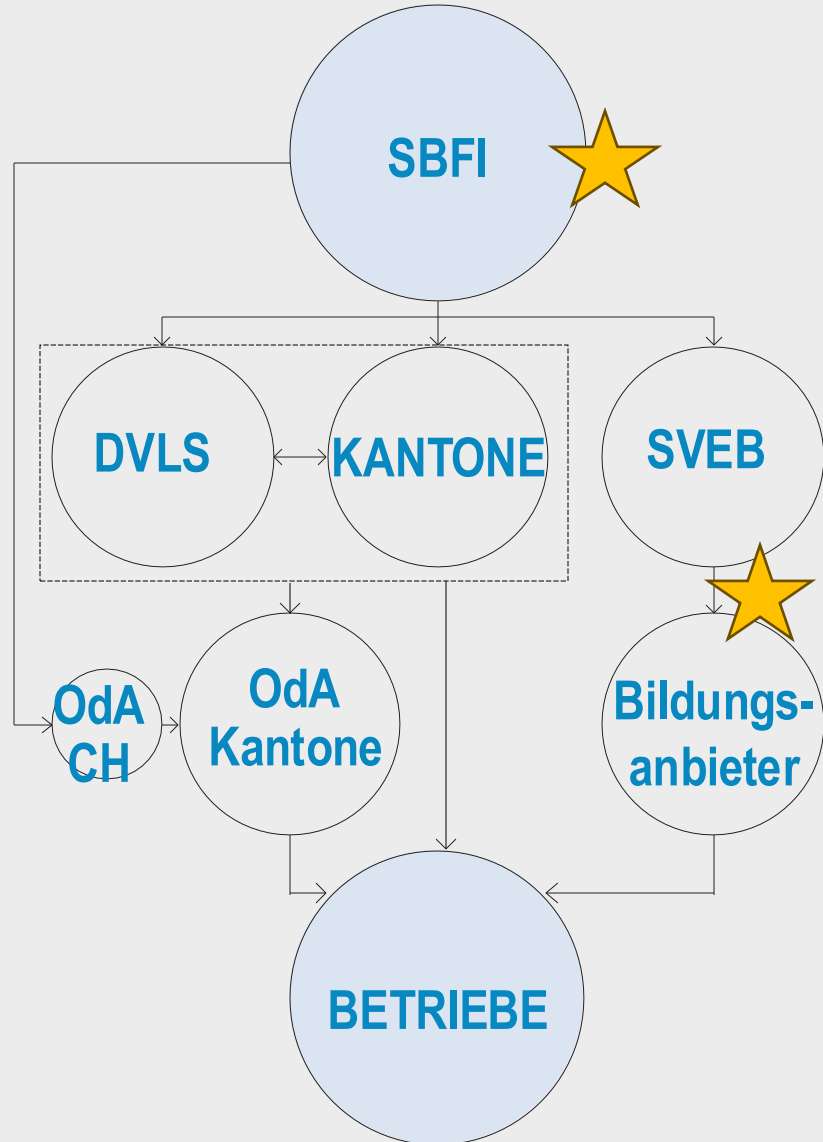 SBFI
DVLS
KANTONE
SVEB
OdA
CH
OdA
Kantone
Bildungs-
anbieter
BETRIEBE